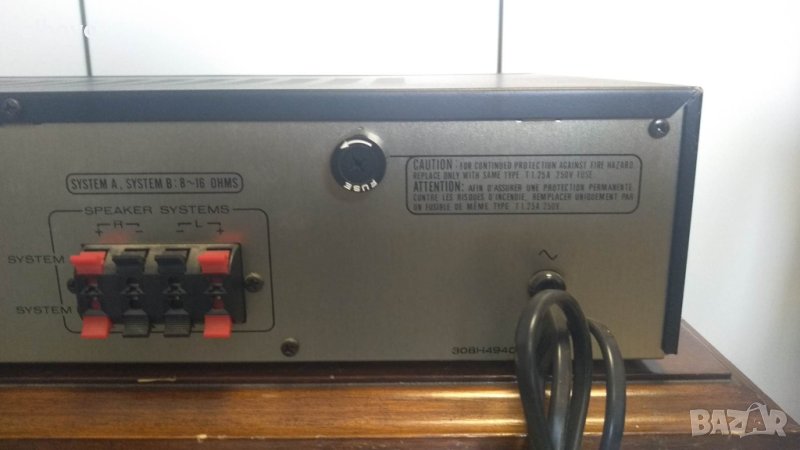 FUSE
CAUTION: FOR CONTINUED PROTECTION AGAINST FIRE HAZARD,
REPLACE ONLY WITH SAME TYPE T1.25A 250V FUSE.
ATTENTION: AFIN D'ASSURER UNE PROTECTION PERMANENTE
CONTRE LES RISQUES D'INCENDIE, REMPLACER UNIQUEMENT PAR
UN FUSIBLE DE MÊME TYPE T1.25A 250V.
SYSTEM A, SYSTEM B: 8~16 OHMS
SPEAKER SYSTEMS
+ R - - L +
SYSTEM
SYSTEM
~
308H4940
BAZAR